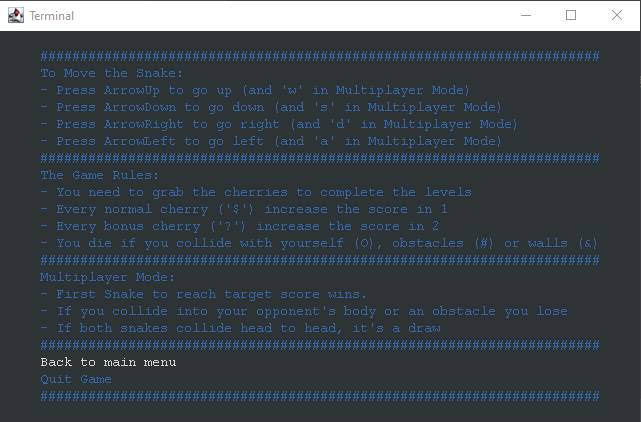 Terminal
######################################################################
To Move the Snake:
- Press ArrowUp to go up (and 'w' in Multiplayer Mode)
- Press ArrowDown to go down (and 's' in Multiplayer Mode)
- Press ArrowRight to go right (and 'd' in Multiplayer Mode)
- Press ArrowLeft to go left (and 'a' in Multiplayer Mode)
######################################################################
The Game Rules:
- You need to grab the cherries to complete the levels
- Every normal cherry ('$') increase the score in 1
- Every bonus cherry ('?') increase the score in 2
- You die if you collide with yourself (O), obstacles (#) or walls (&)
######################################################################
Multiplayer Mode:
- First Snake to reach target score wins.
- If you collide into your opponent's body or an obstacle you lose
- If both snakes collide head to head, it's a draw
######################################################################
Back to main menu
Quit Game
######################################################################